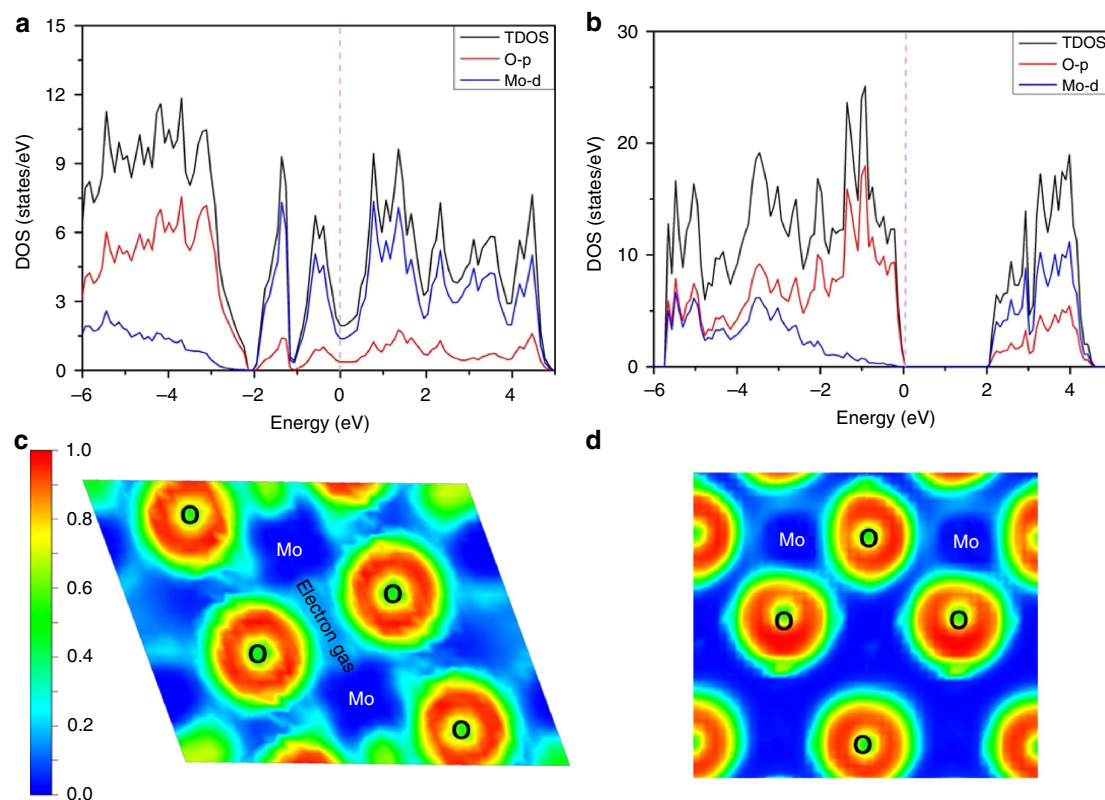 a
15
12
9
6
3
0
DOS (states/eV)
TDOS
O-p
Mo-d
–6 –4 –2 0 2 4
Energy (eV)
b
30
20
10
0
DOS (states/eV)
TDOS
O-p
Mo-d
–6 –4 –2 0 2 4
Energy (eV)
c
1.0
0.8
0.6
0.4
0.2
0.0
O
Mo
O
Electron gas
O
Mo
O
d
Mo O Mo
O O
O